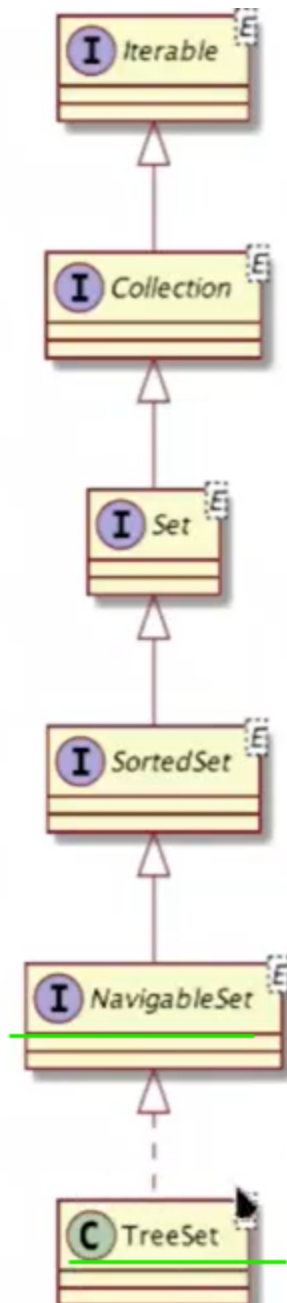 E
I Iterable
E
I Collection
E
I Set
E
I SortedSet
E
I NavigableSet
C TreeSet